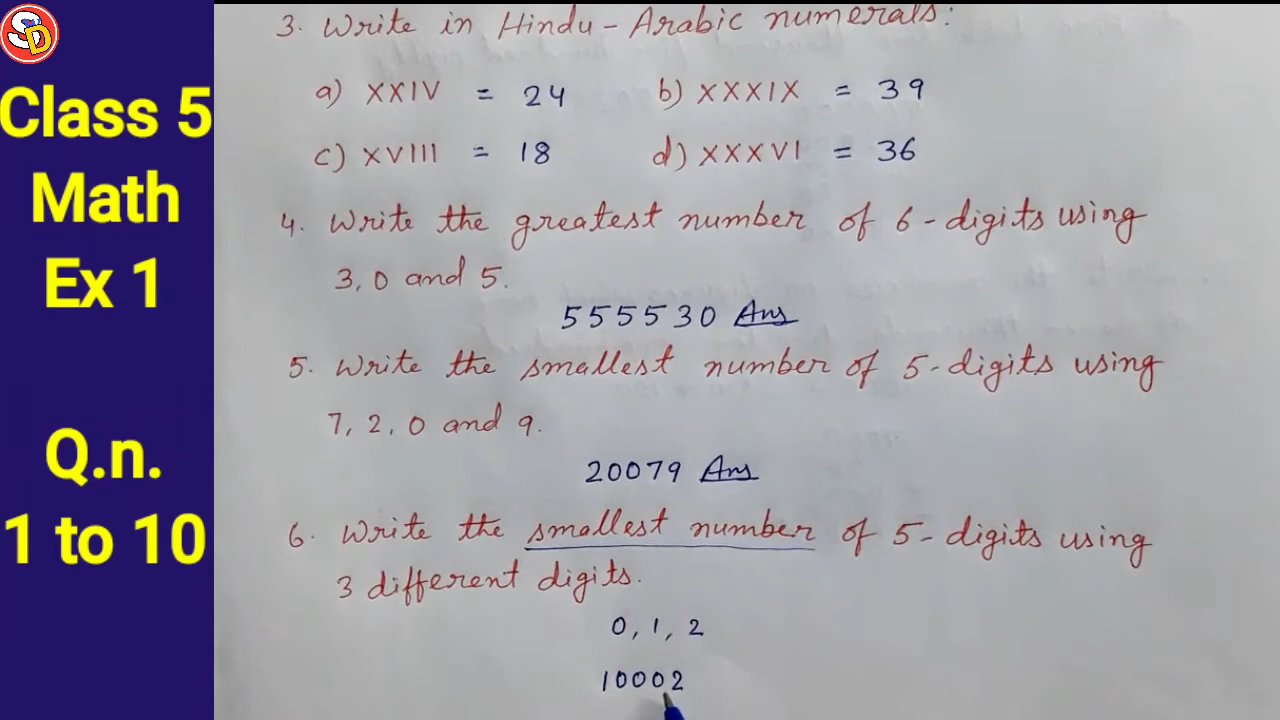 SD
Class 5
Math
Ex 1
Q.n.
1 to 10
3. Write in Hindu-Arabic numerals:
a) XXIV = 24 b) XXXIX = 39
c) XVIII = 18 d) XXXVI = 36
4. Write the greatest number of 6-digits using
3, 0 and 5.
555530 Ans
5. Write the smallest number of 5-digits using
7, 2, 0 and 9.
20079 Ans
6. Write the smallest number of 5-digits using
3 different digits.
0, 1, 2
10002